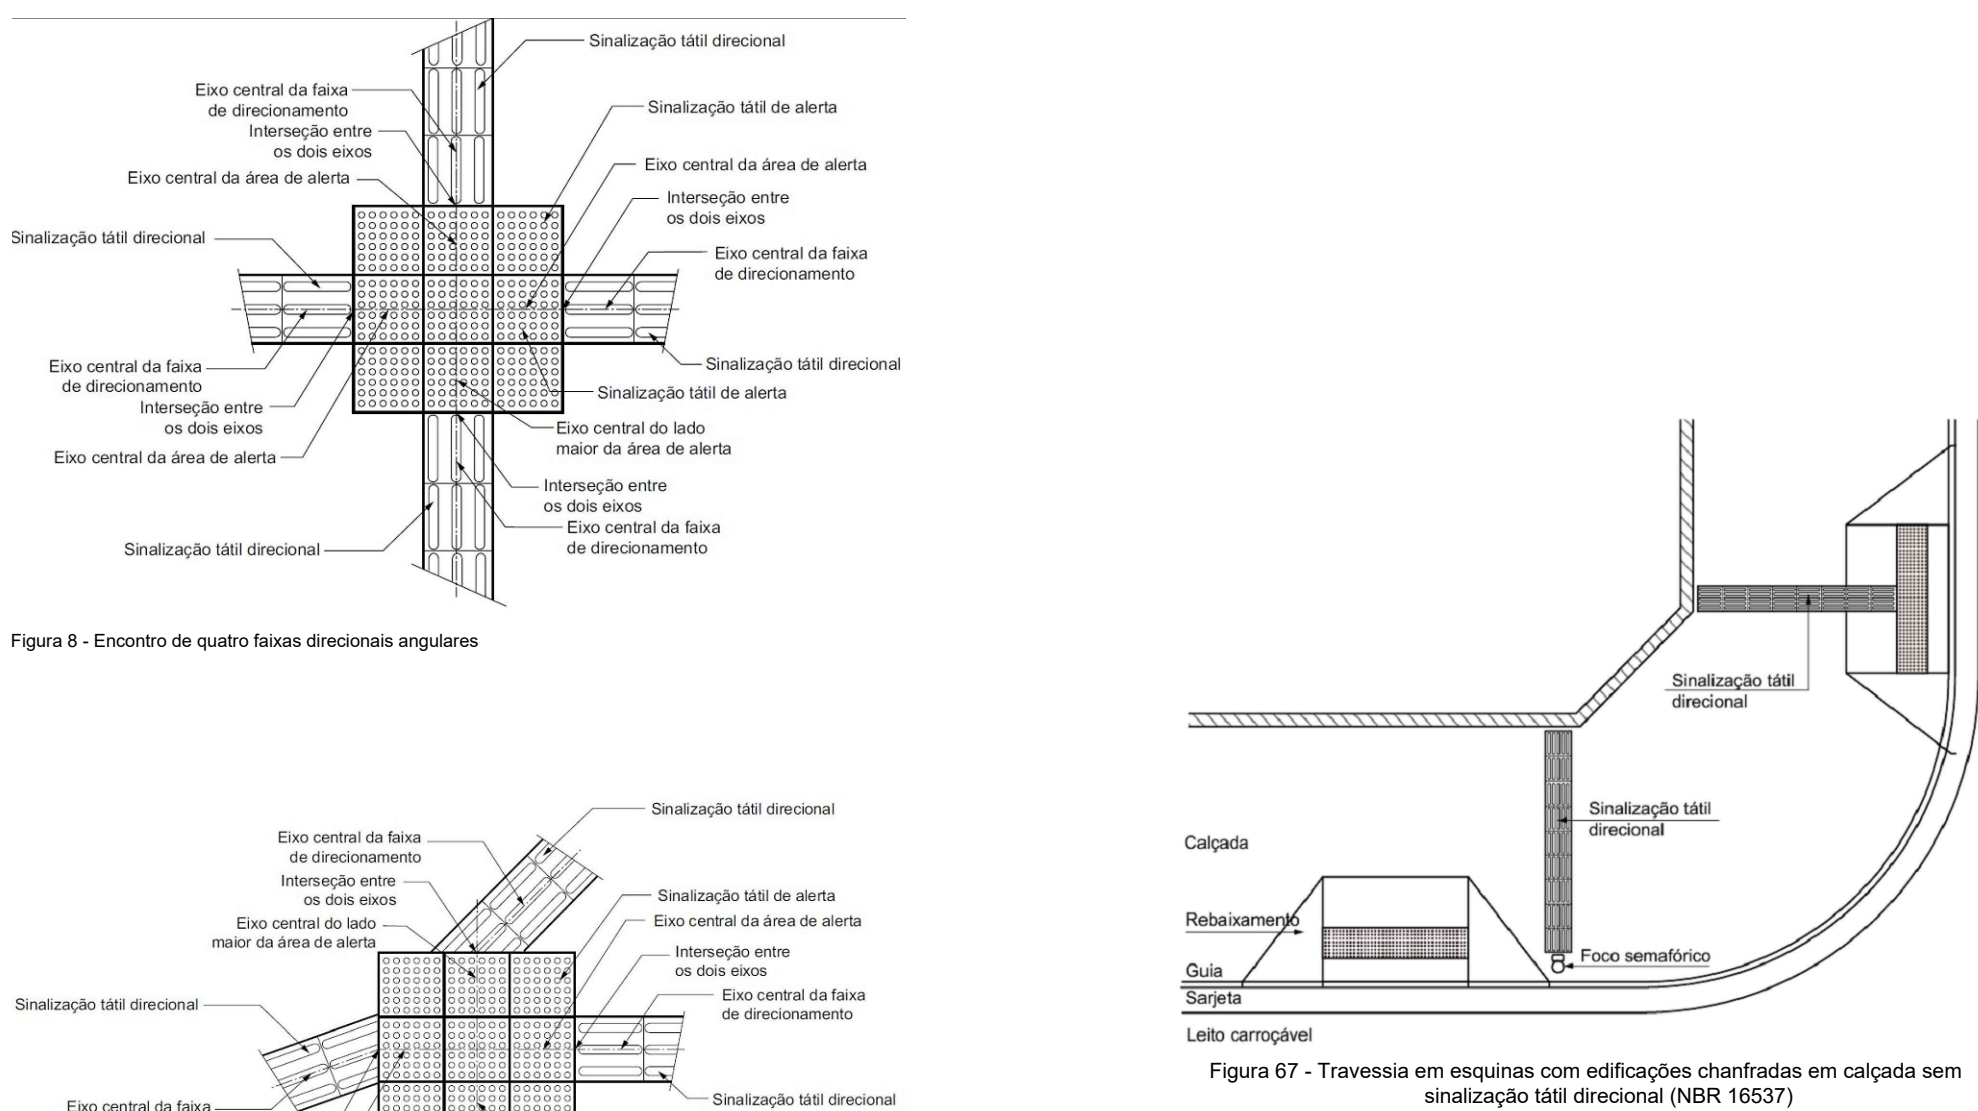 Sinalização tátil direcional
Eixo central da faixa
de direcionamento
Sinalização tátil de alerta
Interseção entre
os dois eixos
Eixo central da área de alerta
Eixo central da área de alerta
Interseção entre
os dois eixos
Sinalização tátil direcional
Eixo central da faixa
de direcionamento
Eixo central da faixa
de direcionamento
Sinalização tátil direcional
Sinalização tátil de alerta
Interseção entre
os dois eixos
Eixo central do lado
maior da área de alerta
Eixo central da área de alerta
Interseção entre
os dois eixos
Eixo central da faixa
de direcionamento
Sinalização tátil direcional
Figura 8 - Encontro de quatro faixas direcionais angulares
Sinalização tátil direcional
Eixo central da faixa
de direcionamento
Interseção entre
os dois eixos
Sinalização tátil de alerta
Eixo central do lado
maior da área de alerta
Eixo central da área de alerta
Interseção entre
os dois eixos
Sinalização tátil direcional
Eixo central da faixa
de direcionamento
Sinalização tátil direcional
Eixo central da faixa
Sinalização tátil
direcional
Sinalização tátil
direcional
Calçada
Rebaixamento
Foco semafórico
Guia
Sarjeta
Leito carroçável
Figura 67 - Travessia em esquinas com edificações chanfradas em calçada sem
sinalização tátil direcional (NBR 16537)